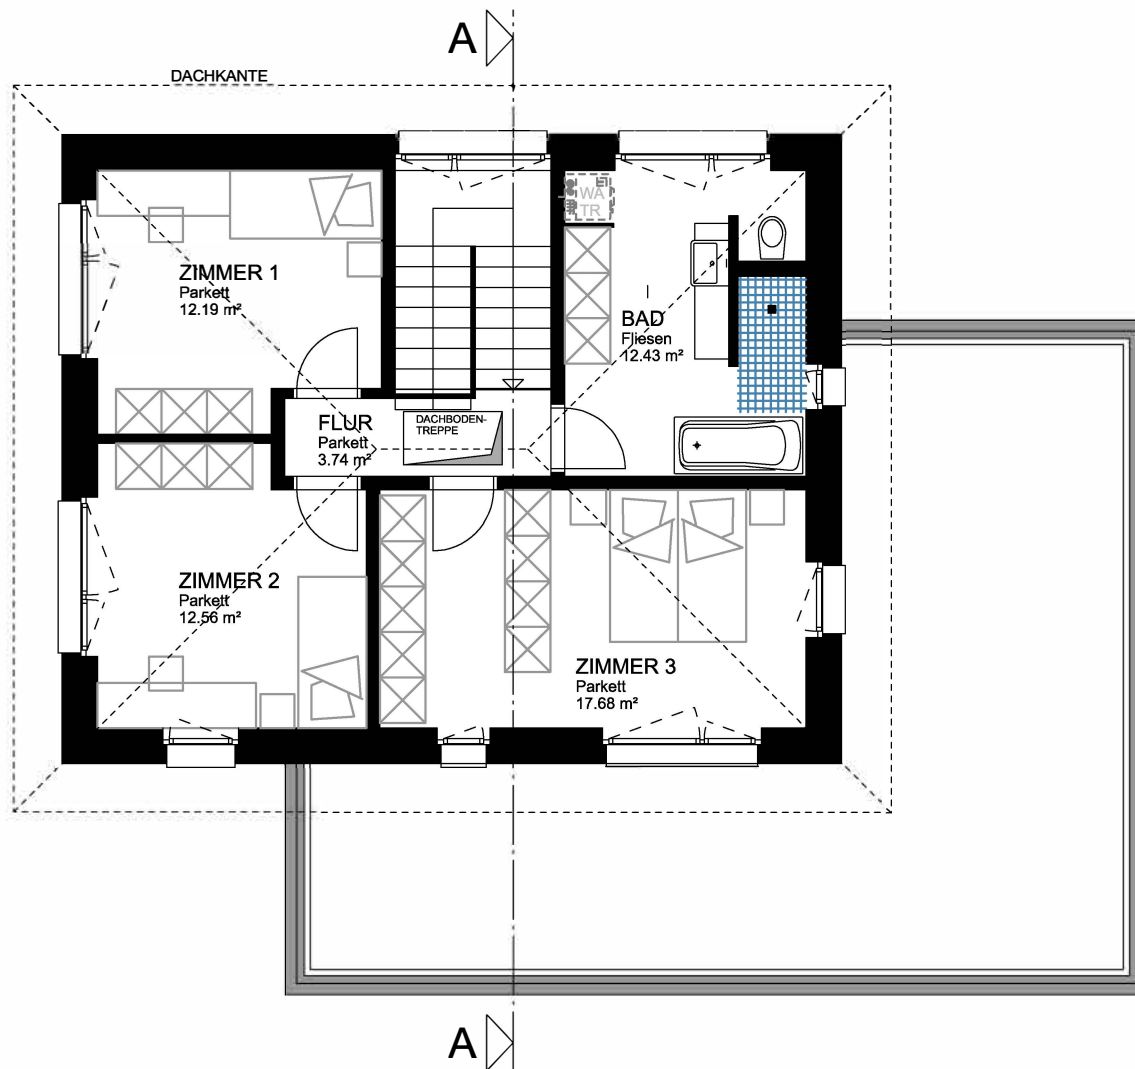 A
DACHKANTE
WA
TR
ZIMMER 1
Parkett
12.19 m²
BAD
Fliesen
12.43 m²
FLUR
Parkett
3.74 m²
DACHBODEN-
TREPPE
ZIMMER 2
Parkett
12.56 m²
ZIMMER 3
Parkett
17.68 m²
A